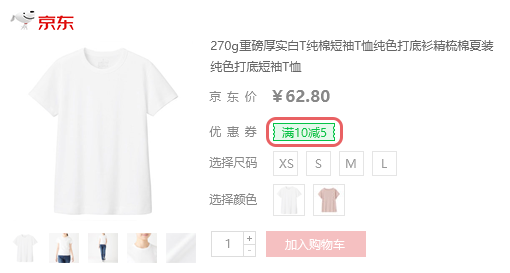 京东
270g重磅厚实白T纯棉短袖T恤纯色打底衫精梳棉夏装
纯色打底短袖T恤
京 东 价 ￥62.80
优 惠 券 满10减5
选择尺码 XS S M L
选择颜色
1 + - 加入购物车